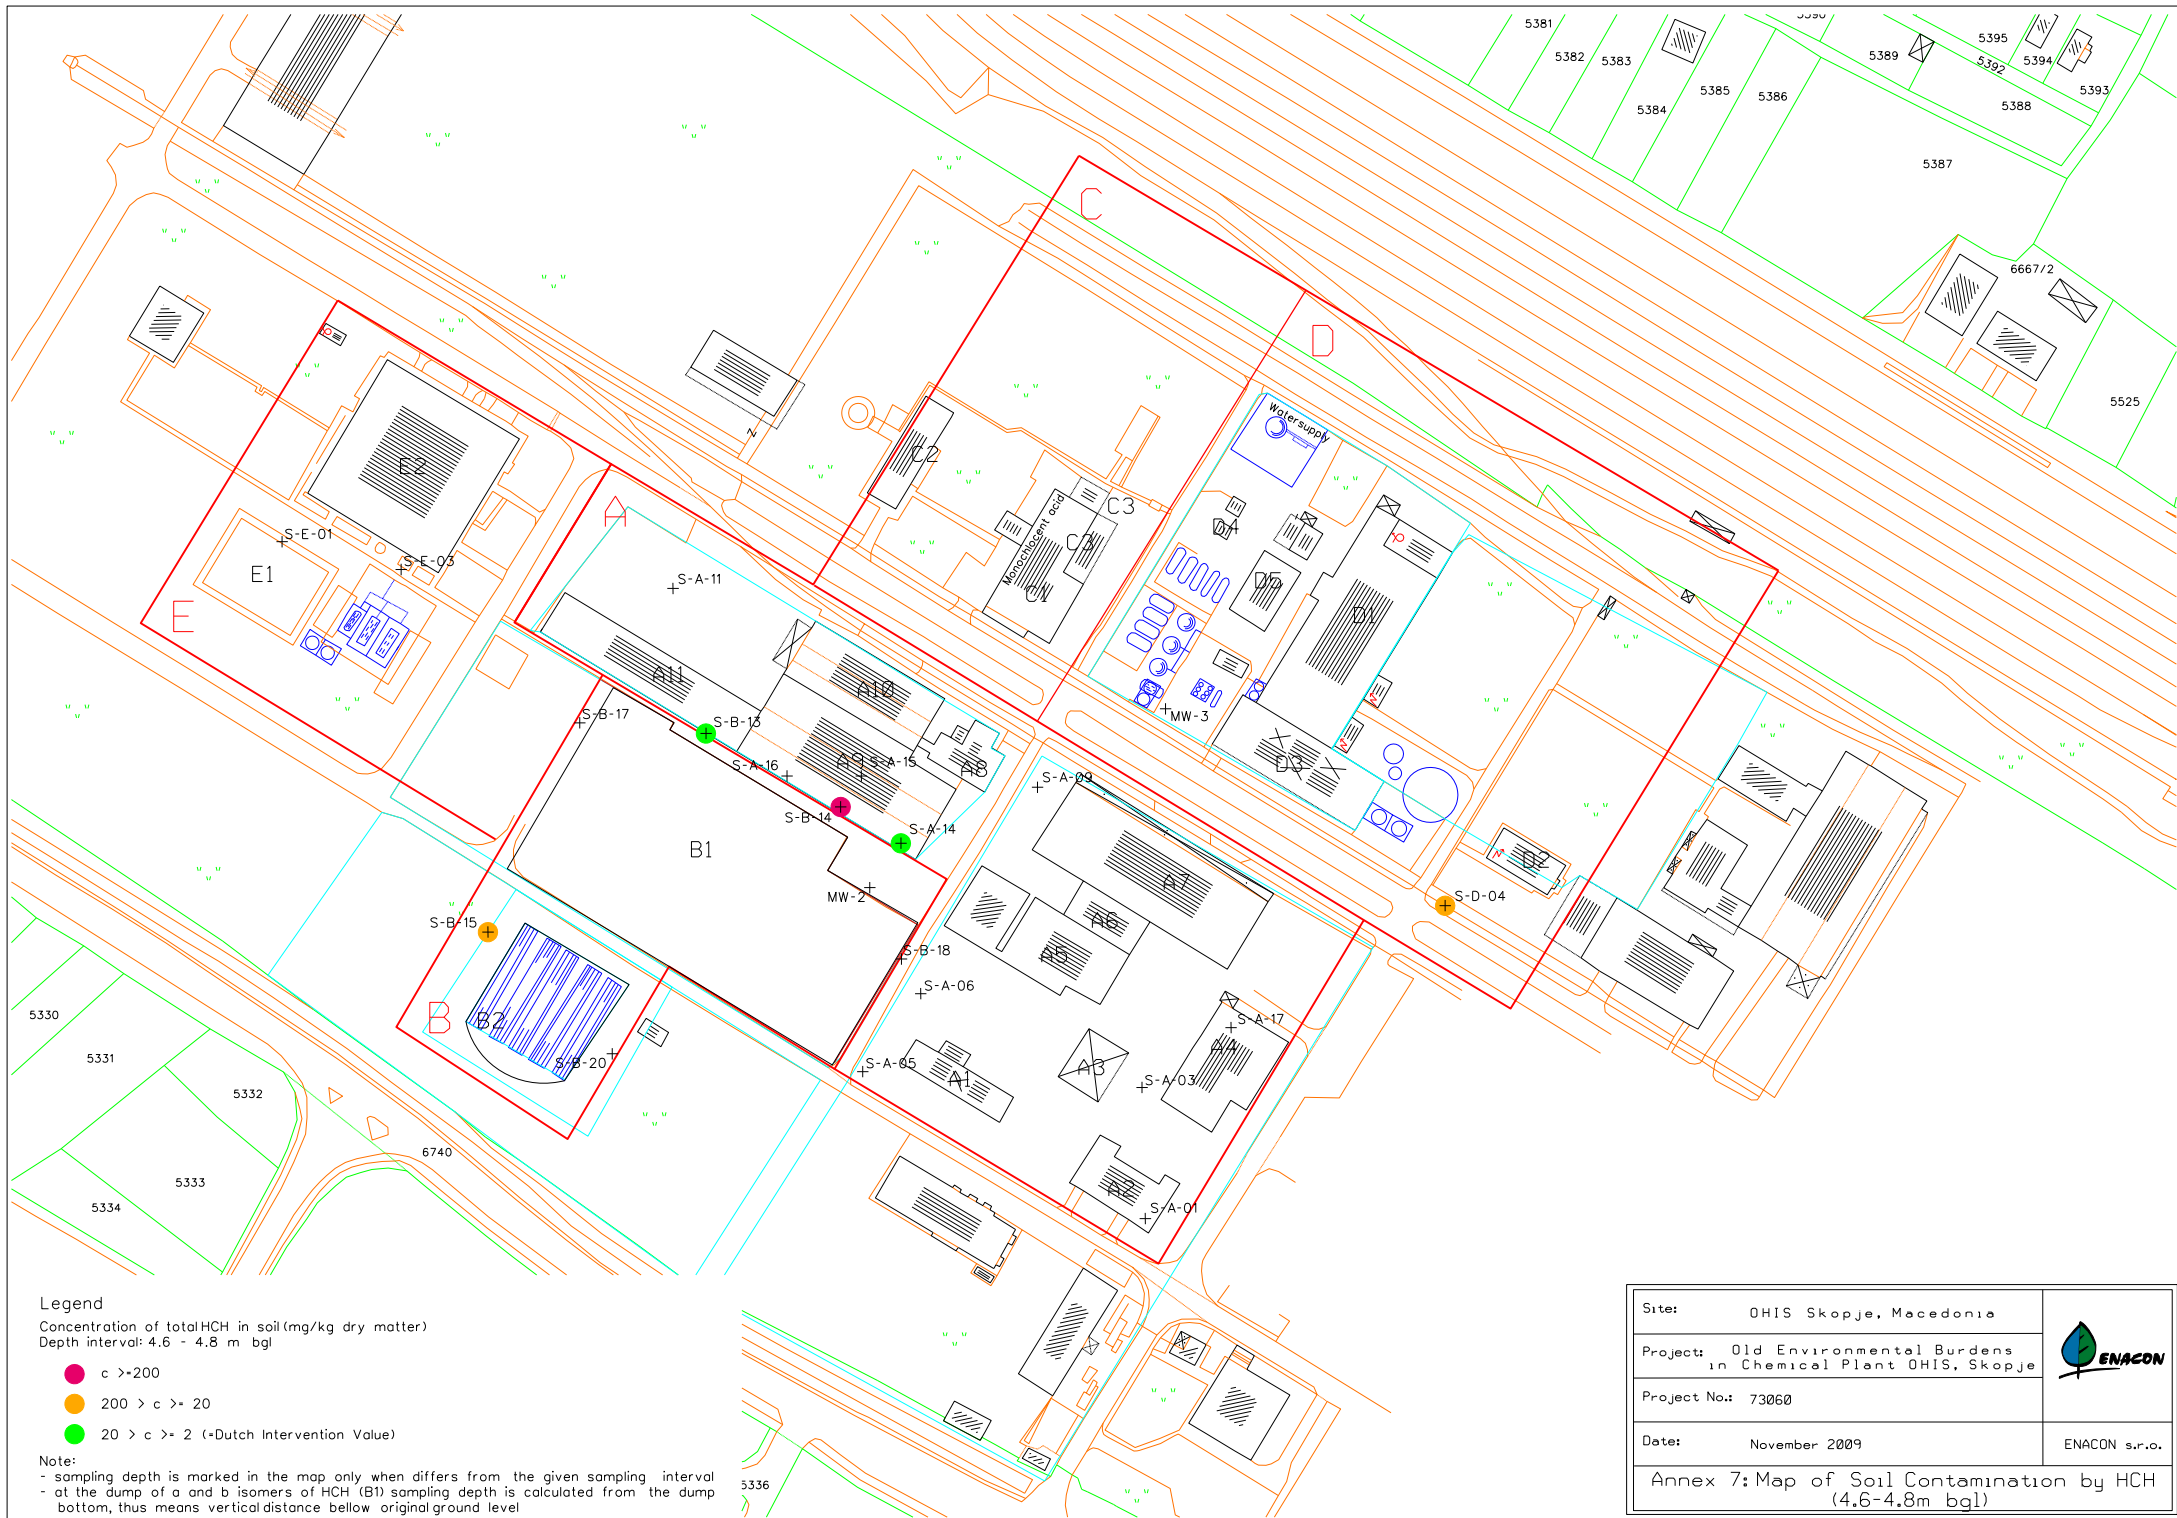 5381
5382
5383
5384
5385
5386
5389
5395
5392
5394
5393
5388
5387
6667/2
5525
C
D
Watersupply
Z
E2
A
C2
C3
C3
Monochlocent acid
C1
D4
D5
D1
S-E-01
S-E-03
E1
E
S-A-11
A11
A10
MW-3
S-B-17
S-B-13
S-A-16
A9
S-A-15
A8
D3
S-A-09
S-B-14
S-A-14
B1
A7
D2
MW-2
S-D-04
S-B-15
A6
S-B-18
A5
S-A-06
B
B2
S-A-17
A4
S-B-20
S-A-05
A1
A3
S-A-03
A2
S-A-01
5330
5331
5332
5333
5334
6740
5336
Legend
Concentration of total HCH in soil (mg/kg dry matter)
Depth interval: 4.6 - 4.8 m bgl
c >=200
200 > c >= 20
20 > c >= 2 (=Dutch Intervention Value)
Note:
- sampling depth is marked in the map only when differs from the given sampling interval
- at the dump of a and b isomers of HCH (B1) sampling depth is calculated from the dump
bottom, thus means vertical distance bellow original ground level
Site: OHIS Skopje, Macedonia
Project: Old Environmental Burdens
in Chemical Plant OHIS, Skopje
ENACON
Project No.: 73060
Date: November 2009
ENACON s.r.o.
Annex 7: Map of Soil Contamination by HCH
(4.6-4.8m bgl)